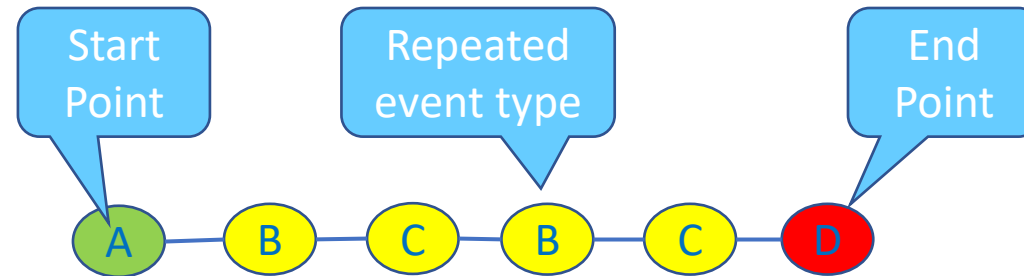 Start
Point
Repeated
event type
End
Point
A B C B C D